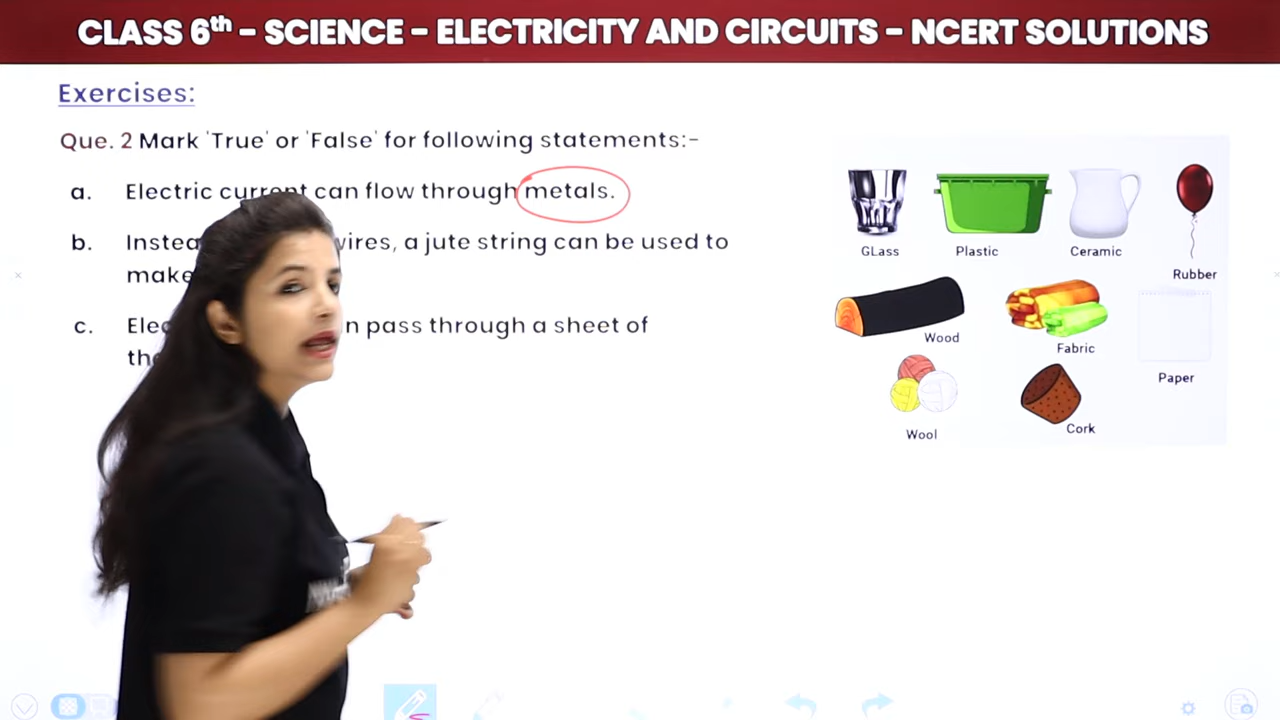 CLASS 6th - SCIENCE - ELECTRICITY AND CIRCUITS - NCERT SOLUTIONS
Exercises:
Que. 2 Mark 'True' or 'False' for following statements:-
a. Electric current can flow through metals.
b. wires, a jute string can be used to
make
c. pass through a sheet of
GLass
Plastic
Ceramic
Rubber
Wood
Fabric
Paper
Wool
Cork